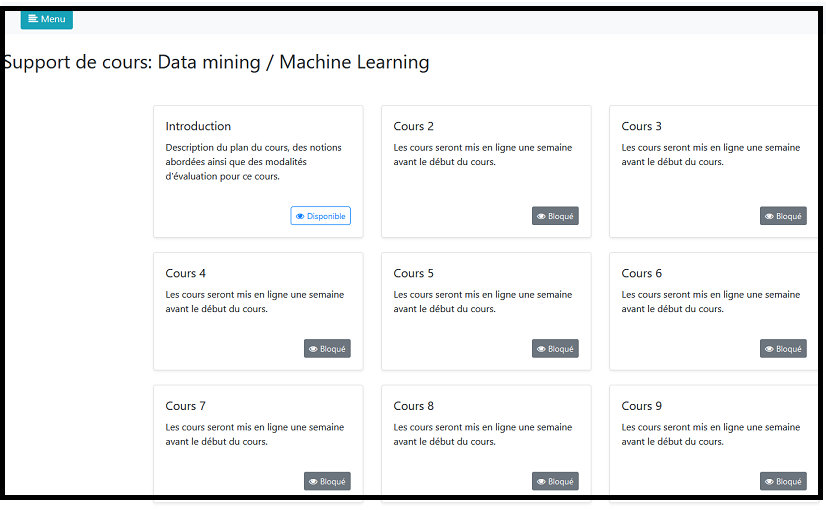 Menu
Support de cours: Data mining / Machine Learning
Introduction
Description du plan du cours, des notions
abordées ainsi que des modalités
d'évaluation pour ce cours.
Disponible
Cours 2
Les cours seront mis en ligne une semaine
avant le début du cours.
Bloqué
Cours 3
Les cours seront mis en ligne une semaine
avant le début du cours.
Bloqué
Cours 4
Les cours seront mis en ligne une semaine
avant le début du cours.
Bloqué
Cours 5
Les cours seront mis en ligne une semaine
avant le début du cours.
Bloqué
Cours 6
Les cours seront mis en ligne une semaine
avant le début du cours.
Bloqué
Cours 7
Les cours seront mis en ligne une semaine
avant le début du cours.
Bloqué
Cours 8
Les cours seront mis en ligne une semaine
avant le début du cours.
Bloqué
Cours 9
Les cours seront mis en ligne une semaine
avant le début du cours.
Bloqué